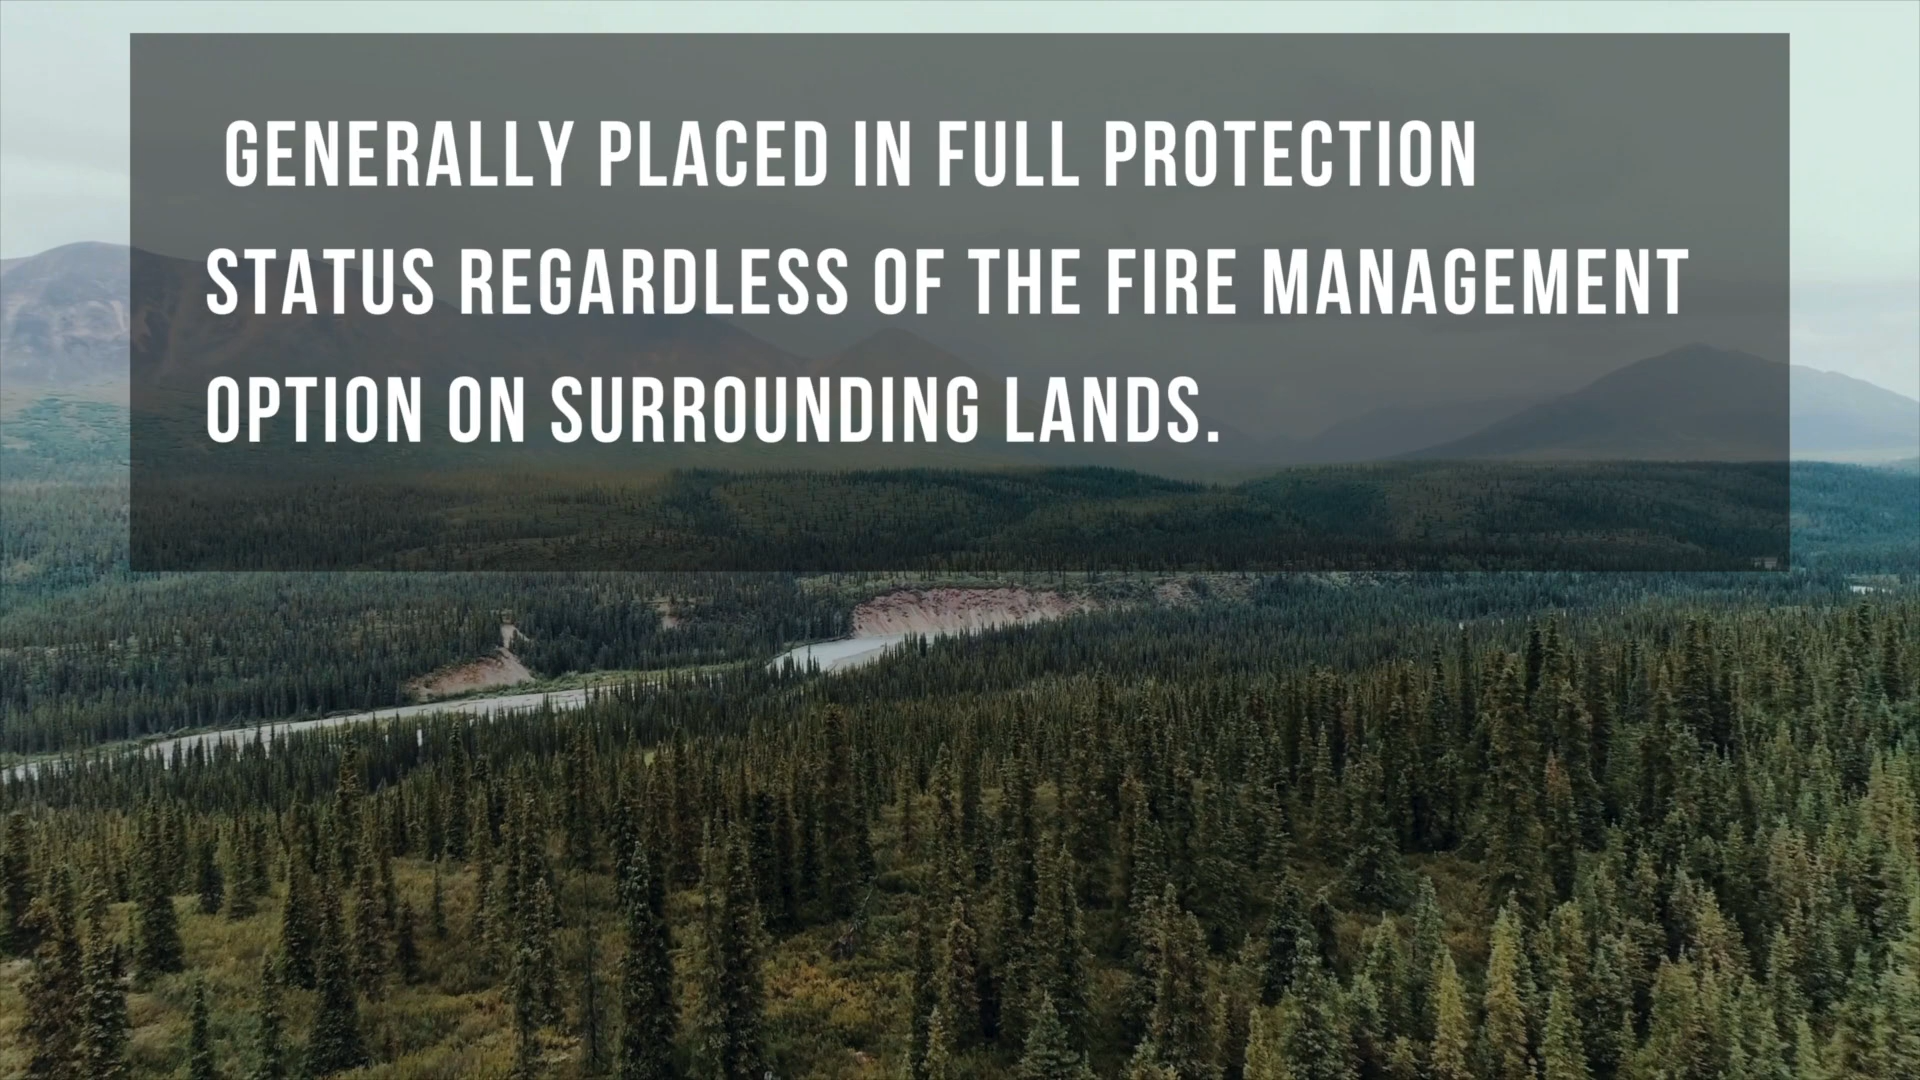 GENERALLY PLACED IN FULL PROTECTION
STATUS REGARDLESS OF THE FIRE MANAGEMENT
OPTION ON SURROUNDING LANDS.